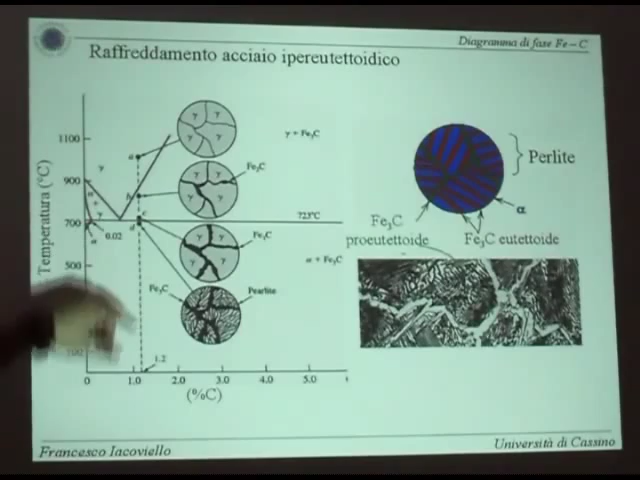 Diagramma di fase Fe – C
Raffreddamento acciaio ipereutettoidico
Temperatura (°C)
1100
900
700
500
γ
α
+
γ
α
0.02
a
b
c
d
γ γ γ γ
γ + Fe₃C
Fe₃C
γ γ γ γ
723°C
Fe₃C
γ γ γ γ
α + Fe₃C
Fe₃C
Pearlite
1.2
0 1.0 2.0 3.0 4.0 5.0
(%C)
Perlite
α
Fe₃C
proeutettoide
Fe₃C eutettoide
Francesco Iacoviello
Università di Cassino